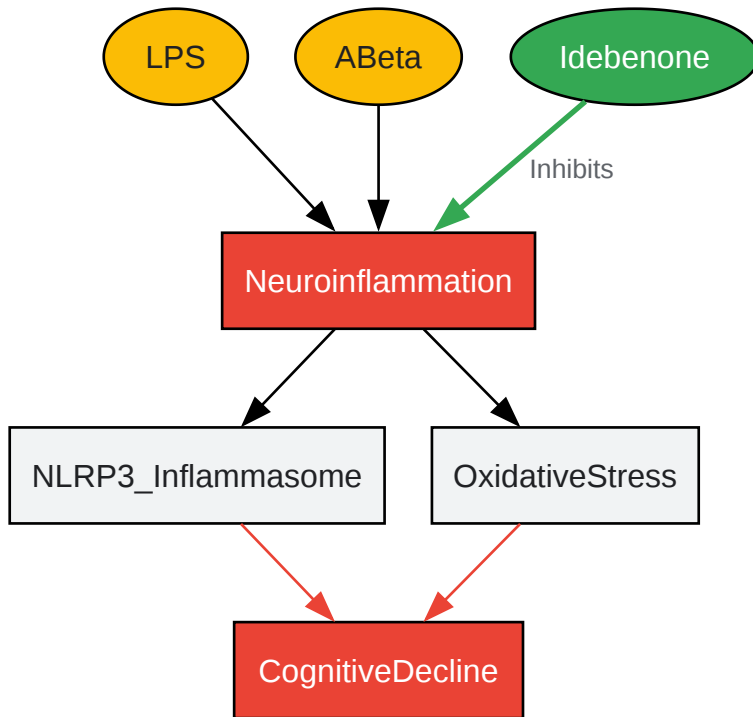 LPS
ABeta
Idebenone
Inhibits
Neuroinflammation
NLRP3_Inflammasome
OxidativeStress
CognitiveDecline